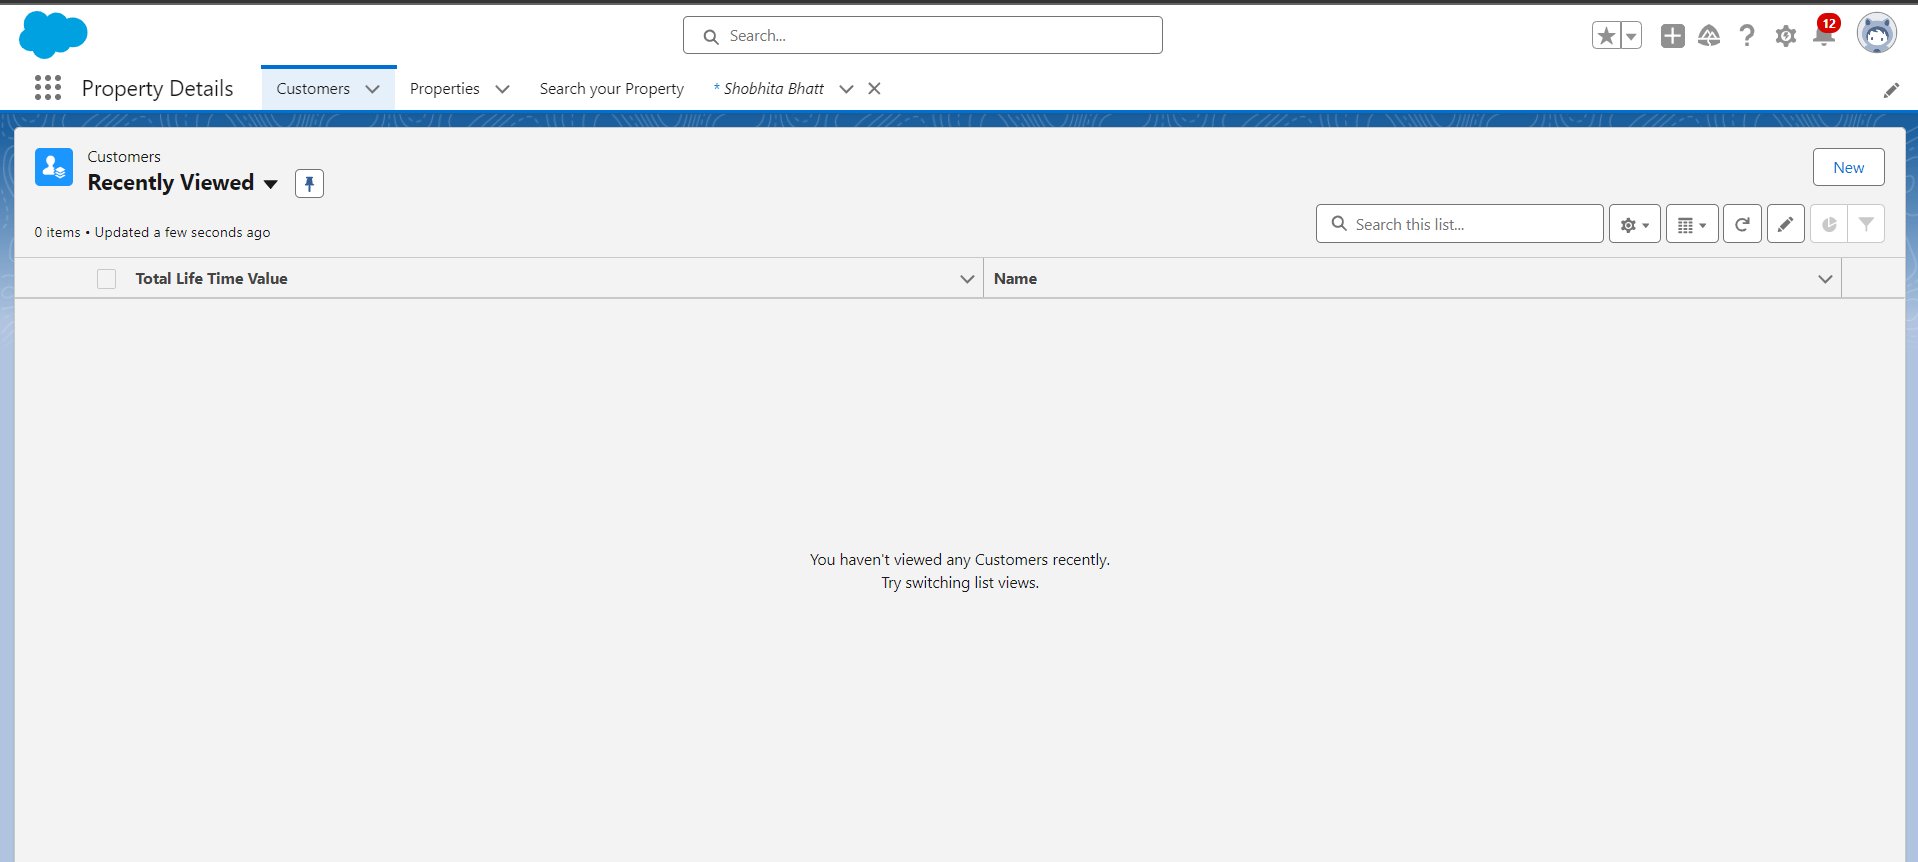 Search...
12
Property Details
Customers
Properties
Search your Property
* Shobhita Bhatt
Customers
Recently Viewed
New
0 items • Updated a few seconds ago
Search this list...
Total Life Time Value
Name
You haven't viewed any Customers recently.
Try switching list views.